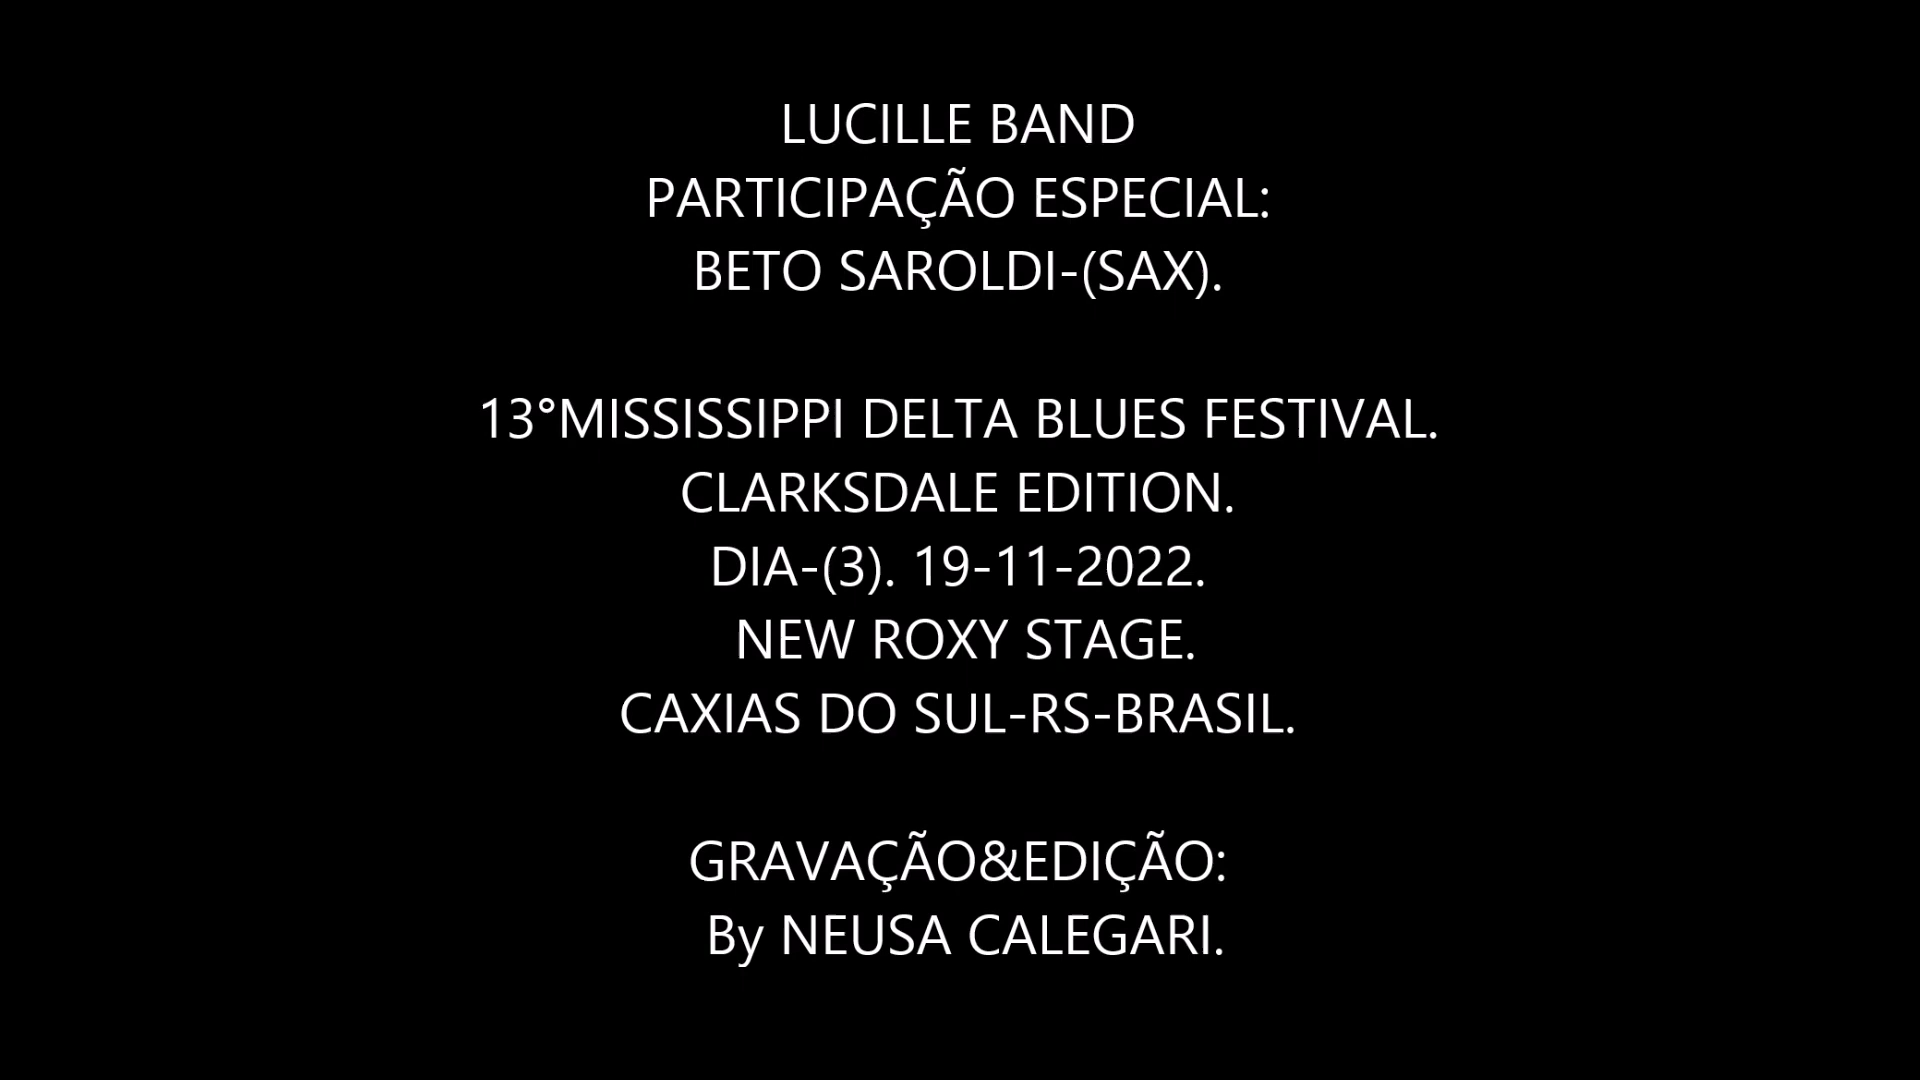 LUCILLE BAND
PARTICIPAÇÃO ESPECIAL:
BETO SAROLDI-(SAX).
13°MISSISSIPPI DELTA BLUES FESTIVAL.
CLARKSDALE EDITION.
DIA-(3). 19-11-2022.
NEW ROXY STAGE.
CAXIAS DO SUL-RS-BRASIL.
GRAVAÇÃO&EDIÇÃO:
By NEUSA CALEGARI.